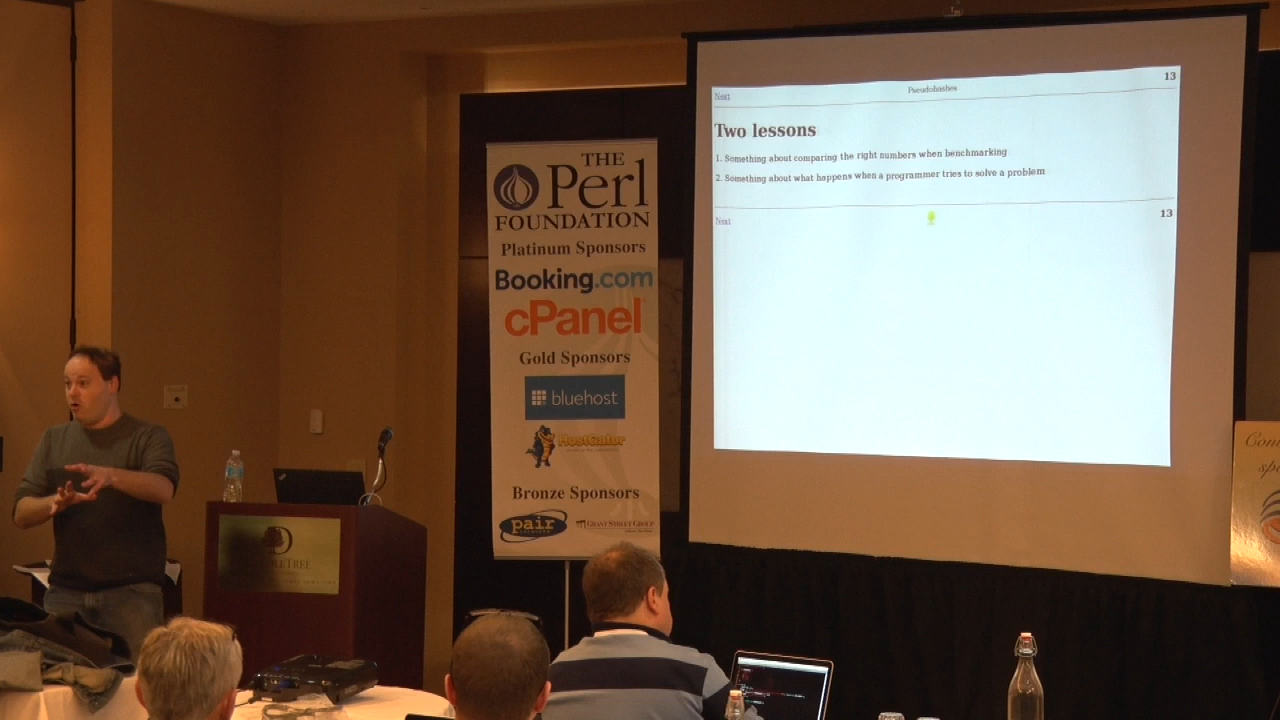 THE
Perl
FOUNDATION
Platinum Sponsors
Booking.com
cPanel
Gold Sponsors
bluehost
HostGator
Bronze Sponsors
pair
GRANT STREET GROUP
Next
Pseudohashes
13
Two lessons
1. Something about comparing the right numbers when benchmarking
2. Something about what happens when a programmer tries to solve a problem
Next
13